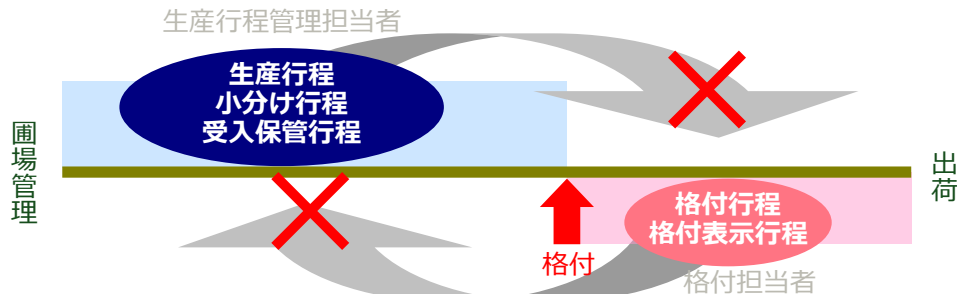 生産行程管理担当者
生産行程
小分け行程
受入保管行程
圃場管理
出荷
格付行程
格付表示行程
格付
格付担当者